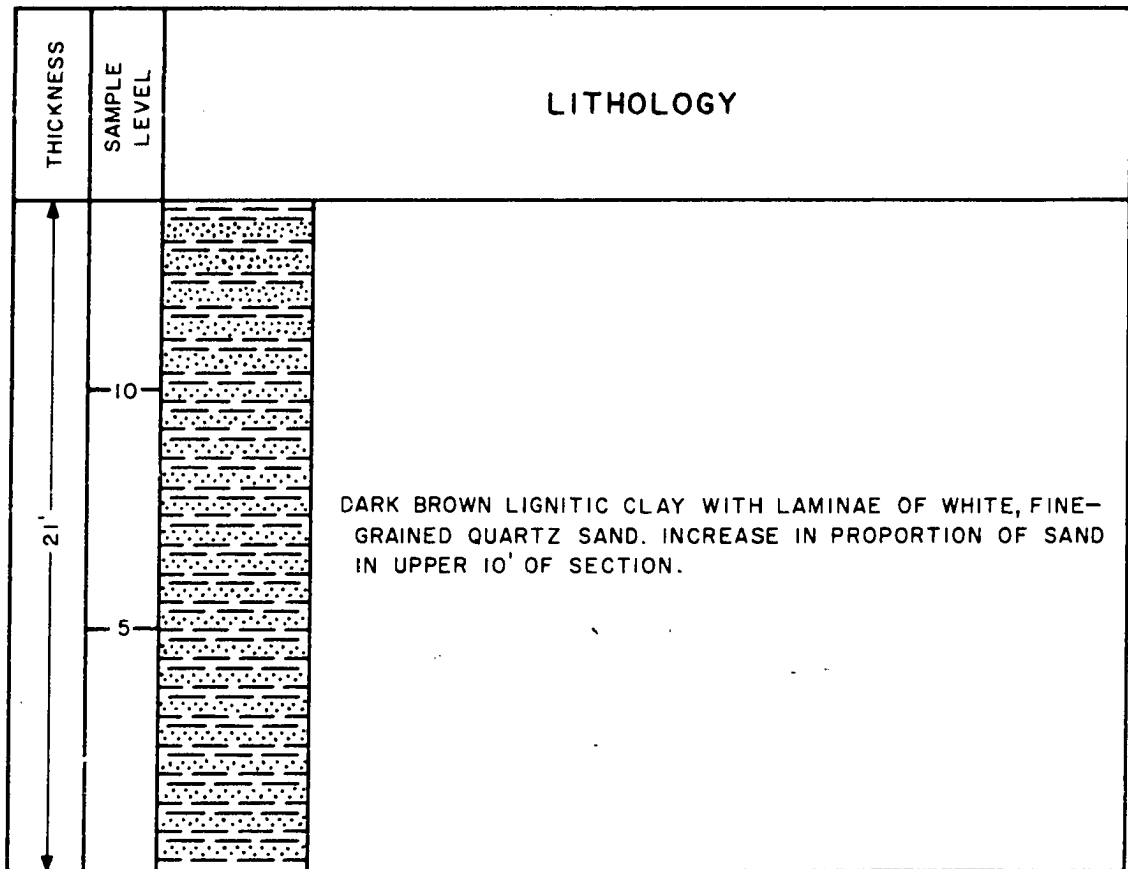 THICKNESS
SAMPLE
LEVEL
LITHOLOGY
10
21'
DARK BROWN LIGNITIC CLAY WITH LAMINAE OF WHITE, FINE-
GRAINED QUARTZ SAND. INCREASE IN PROPORTION OF SAND
IN UPPER 10' OF SECTION.
5